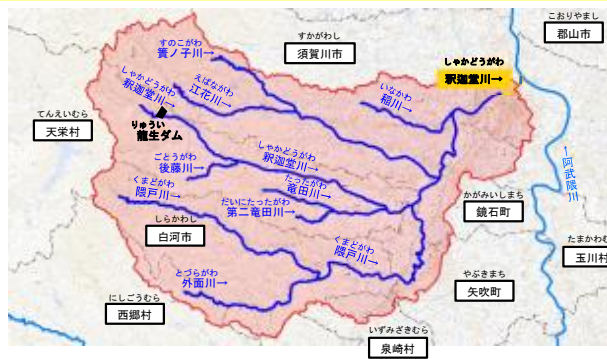 こおりやまし
郡山市
すかがわし
須賀川市
すのこがわ
簀ノ子川→
しゃかどうがわ
釈迦堂川→
えばながわ
江花川→
しゃかどうがわ
釈迦堂川→
いなかわ
稲川→
てんえいむら
天栄村
りゅうい
龍生ダム
ごとうがわ
後藤川→
しゃかどうがわ
釈迦堂川→
←阿武隈川
たったがわ
竜田川→
くまどがわ
隈戸川→
だいにたったがわ
第二竜田川→
かがみいしまち
鏡石町
しらかわし
白河市
くまどがわ
隈戸川→
たまかわむ
玉川村
とづらがわ
外面川→
やぶきまち
矢吹町
にしごうむら
西郷村
いずみざきむら
泉崎村